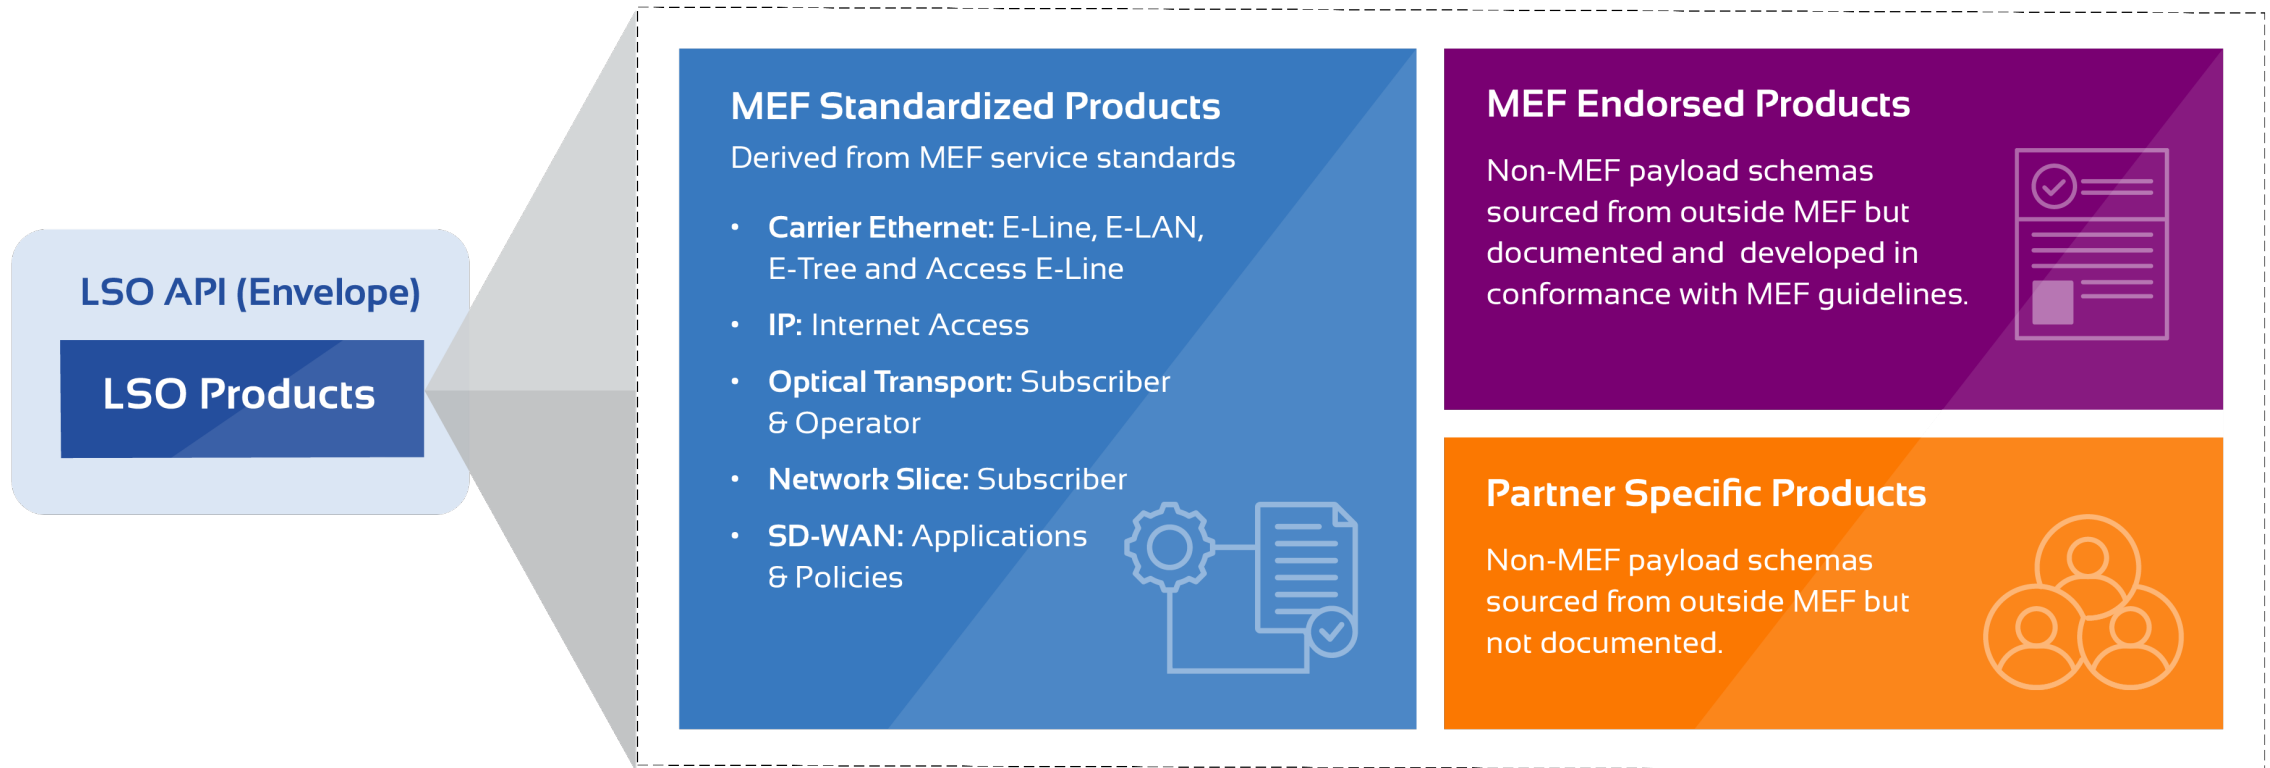 LSO API (Envelope)
LSO Products
MEF Standardized Products
Derived from MEF service standards
• Carrier Ethernet: E-Line, E-LAN,
E-Tree and Access E-Line
• IP: Internet Access
• Optical Transport: Subscriber
& Operator
• Network Slice: Subscriber
• SD-WAN: Applications
& Policies
MEF Endorsed Products
Non-MEF payload schemas
sourced from outside MEF but
documented and developed in
conformance with MEF guidelines.
Partner Specific Products
Non-MEF payload schemas
sourced from outside MEF but
not documented.